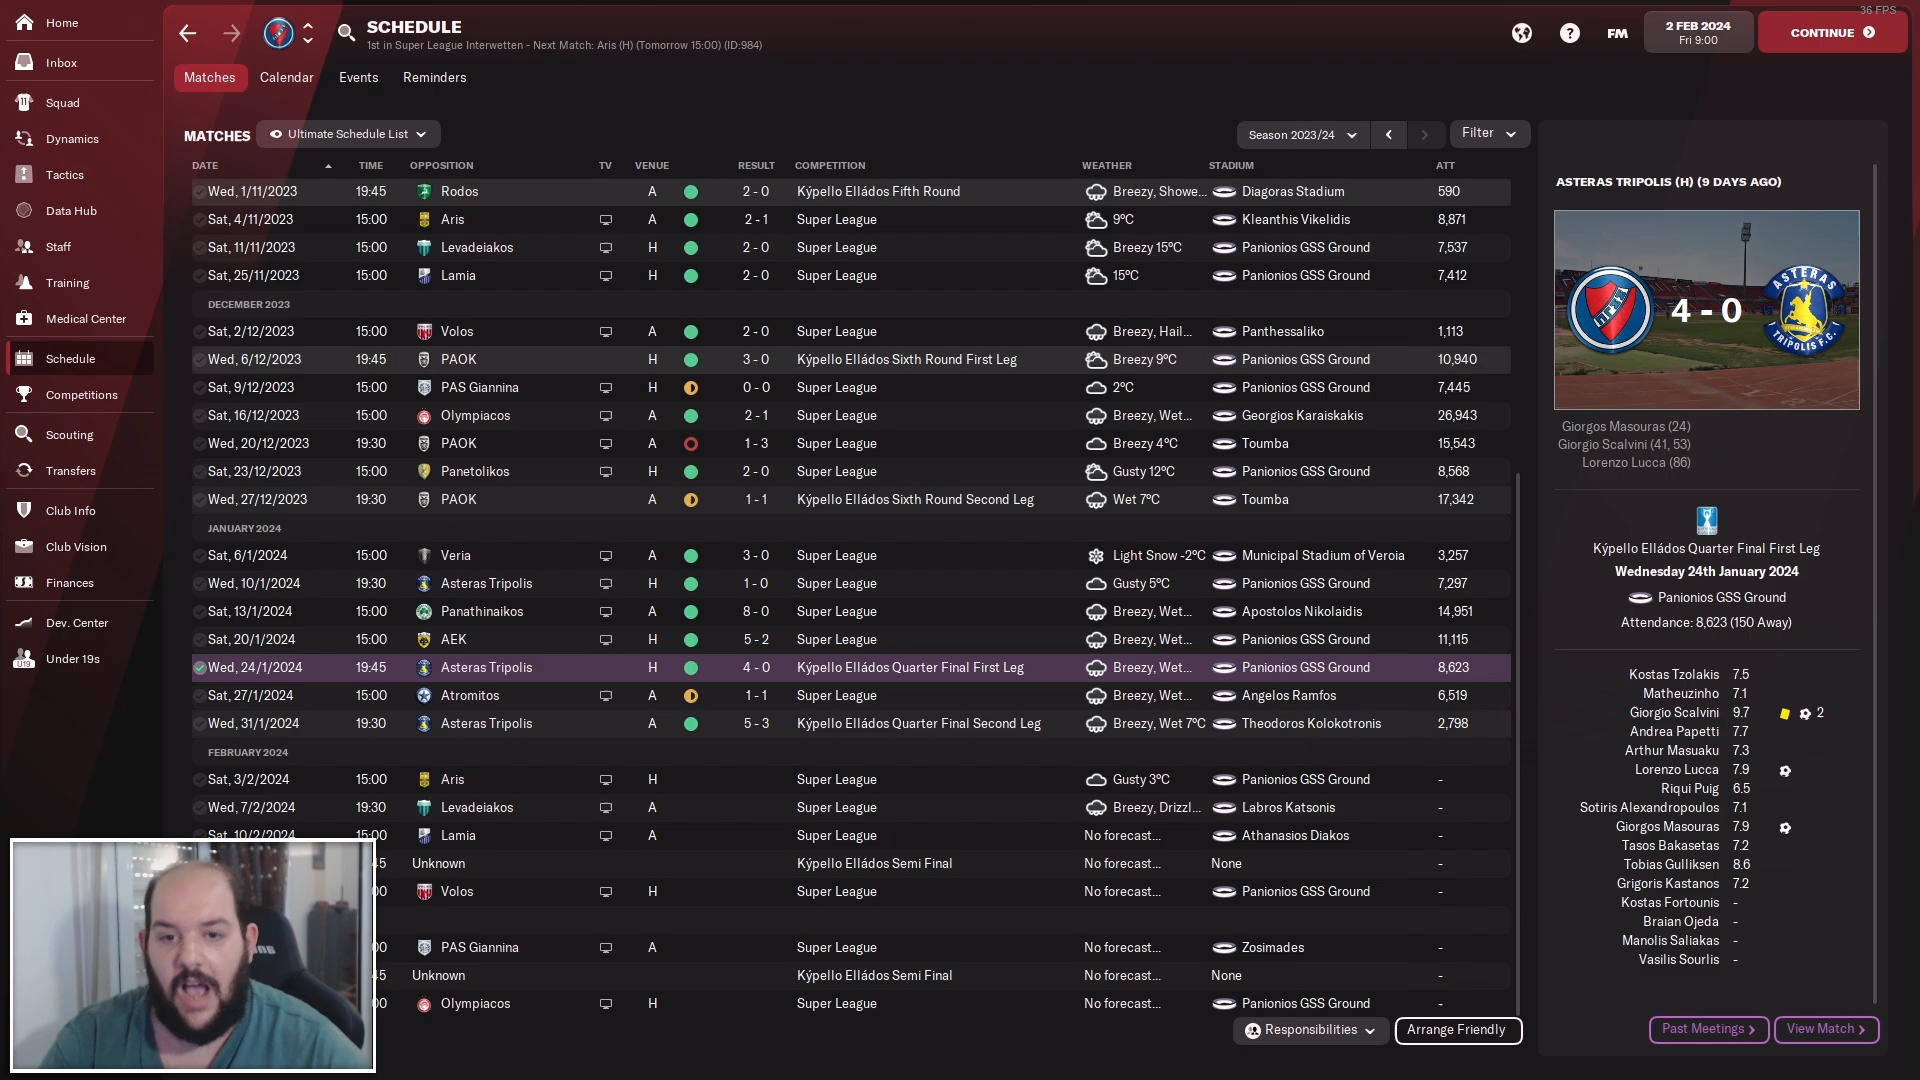 36 FPS
Home
SCHEDULE
1st in Super League Interwetten - Next Match: Aris (H) (Tomorrow 15:00) (ID:984)
FM
2 FEB 2024
Fri 9:00
CONTINUE
Inbox
Matches Calendar Events Reminders
Squad
Dynamics
Tactics
Data Hub
Staff
Training
Medical Center
Schedule
Competitions
Scouting
Transfers
Club Info
Club Vision
Finances
Dev. Center
U19 Under 19s
MATCHES Ultimate Schedule List Season 2023/24 Filter
DATE TIME OPPOSITION TV VENUE RESULT COMPETITION WEATHER STADIUM ATT
Wed, 1/11/2023 19:45 Rodos A 2 - 0 Kýpello Elládos Fifth Round Breezy, Showe... Diagoras Stadium 590
Sat, 4/11/2023 15:00 Aris A 2 - 1 Super League 9ºC Kleanthis Vikelidis 8,871
Sat, 11/11/2023 15:00 Levadeiakos H 2 - 0 Super League Breezy 15ºC Panionios GSS Ground 7,537
Sat, 25/11/2023 15:00 Lamia H 2 - 0 Super League 15ºC Panionios GSS Ground 7,412
DECEMBER 2023
Sat, 2/12/2023 15:00 Volos A 2 - 0 Super League Breezy, Hail... Panthessaliko 1,113
Wed, 6/12/2023 19:45 PAOK H 3 - 0 Kýpello Elládos Sixth Round First Leg Breezy 9ºC Panionios GSS Ground 10,940
Sat, 9/12/2023 15:00 PAS Giannina H 0 - 0 Super League 2ºC Panionios GSS Ground 7,445
Sat, 16/12/2023 15:00 Olympiacos A 2 - 1 Super League Breezy, Wet... Georgios Karaiskakis 26,943
Wed, 20/12/2023 19:30 PAOK A 1 - 3 Super League Breezy 4ºC Toumba 15,543
Sat, 23/12/2023 15:00 Panetolikos H 2 - 0 Super League Gusty 12ºC Panionios GSS Ground 8,568
Wed, 27/12/2023 19:30 PAOK A 1 - 1 Kýpello Elládos Sixth Round Second Leg Wet 7ºC Toumba 17,342
JANUARY 2024
Sat, 6/1/2024 15:00 Veria A 3 - 0 Super League Light Snow -2ºC Municipal Stadium of Veroia 3,257
Wed, 10/1/2024 19:30 Asteras Tripolis H 1 - 0 Super League Gusty 5ºC Panionios GSS Ground 7,297
Sat, 13/1/2024 15:00 Panathinaikos A 8 - 0 Super League Breezy, Wet... Apostolos Nikolaidis 14,951
Sat, 20/1/2024 15:00 AEK H 5 - 2 Super League Breezy, Wet... Panionios GSS Ground 11,115
Wed, 24/1/2024 19:45 Asteras Tripolis H 4 - 0 Kýpello Elládos Quarter Final First Leg Breezy, Wet... Panionios GSS Ground 8,623
Sat, 27/1/2024 15:00 Atromitos A 1 - 1 Super League Breezy, Wet... Angelos Ramfos 6,519
Wed, 31/1/2024 19:30 Asteras Tripolis A 5 - 3 Kýpello Elládos Quarter Final Second Leg Breezy, Wet 7ºC Theodoros Kolokotronis 2,798
FEBRUARY 2024
Sat, 3/2/2024 15:00 Aris H Super League Gusty 3ºC Panionios GSS Ground -
Wed, 7/2/2024 19:30 Levadeiakos A Super League Breezy, Drizzl... Labros Katsonis -
Sat, 10/2/2024 15:00 Lamia A Super League No forecast... Athanasios Diakos -
45 Unknown Kýpello Elládos Semi Final No forecast... None -
00 Volos H Super League No forecast... Panionios GSS Ground -
00 PAS Giannina A Super League No forecast... Zosimades -
45 Unknown Kýpello Elládos Semi Final No forecast... None -
00 Olympiacos H Super League No forecast... Panionios GSS Ground -
Responsibilities Arrange Friendly
ASTERAS TRIPOLIS (H) (9 DAYS AGO)
4 - 0
ASTERAS
TRIPOLIS F.C.
Giorgos Masouras (24)
Giorgio Scalvini (41, 53)
Lorenzo Lucca (86)
Kýpello Elládos Quarter Final First Leg
Wednesday 24th January 2024
Panionios GSS Ground
Attendance: 8,623 (150 Away)
Kostas Tzolakis 7.5
Matheuzinho 7.1
Giorgio Scalvini 9.7 2
Andrea Papetti 7.7
Arthur Masuaku 7.3
Lorenzo Lucca 7.9
Riqui Puig 6.5
Sotiris Alexandropoulos 7.1
Giorgos Masouras 7.9
Tasos Bakasetas 7.2
Tobias Gulliksen 8.6
Grigoris Kastanos 7.2
Kostas Fortounis -
Braian Ojeda -
Manolis Saliakas -
Vasilis Sourlis -
Past Meetings View Match